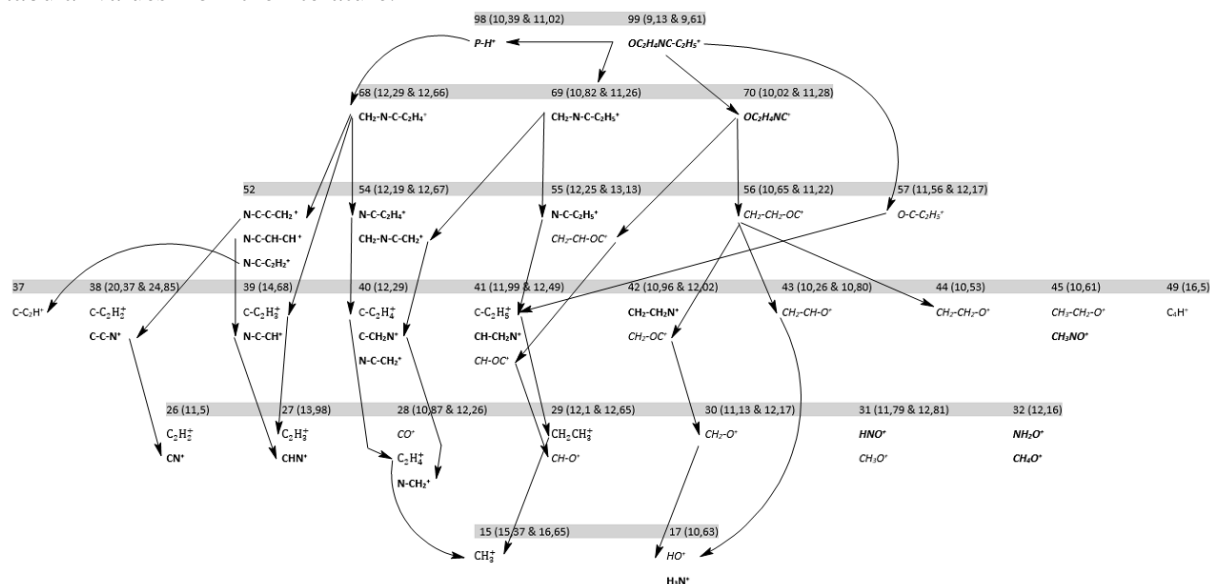 98 (10,39 & 11,02) 99 (9,13 & 9,61)
P-H⁺ OC₂H₄NC-C₂H₅⁺
68 (12,29 & 12,66) 69 (10,82 & 11,26) 70 (10,02 & 11,28)
CH₂-N-C-C₂H₄⁺ CH₂-N-C-C₂H₅⁺ OC₂H₄NC⁺
52 54 (12,19 & 12,67) 55 (12,25 & 13,13) 56 (10,65 & 11,22) 57 (11,56 & 12,17)
N-C-C-CH₂⁺ N-C-C₂H₄⁺ N-C-C₂H₅⁺ CH₂-CH₂-OC⁺ O-C-C₂H₅⁺
N-C-CH-CH⁺ CH₂-N-C-CH₂⁺ CH₂-CH-OC⁺
N-C-C₂H₂⁺
37 38 (20,37 & 24,85) 39 (14,68) 40 (12,29) 41 (11,99 & 12,49) 42 (10,96 & 12,02) 43 (10,26 & 10,80) 44 (10,53) 45 (10,61) 49 (16,5)
C-C₂H⁺ C-C₂H₂⁺ C-C₂H₃⁺ C-C₂H₄⁺ C-C₂H₅⁺ CH₂-CH₂N⁺ CH₂-CH-O⁺ CH₂-CH₂-O⁺ CH₃-CH₂-O⁺ C₄H⁺
C-C-N⁺ N-C-CH⁺ C-CH₂N⁺ CH-CH₂N⁺ CH₂-OC⁺ CH₃NO⁺
N-C-CH₂⁺ CH-OC⁺
26 (11,5) 27 (13,98) 28 (10,87 & 12,26) 29 (12,1 & 12,65) 30 (11,13 & 12,17) 31 (11,79 & 12,81) 32 (12,16)
C₂H₂⁺ C₂H₃⁺ CO⁺ CH₂CH₃⁺ CH₂-O⁺ HNO⁺ NH₂O⁺
CN⁺ CHN⁺ C₂H₄⁺ CH-O⁺ CH₃O⁺ CH₄O⁺
N-CH₂⁺
15 (15,37 & 16,65) 17 (10,63)
CH₃⁺ HO⁺
H₃N⁺